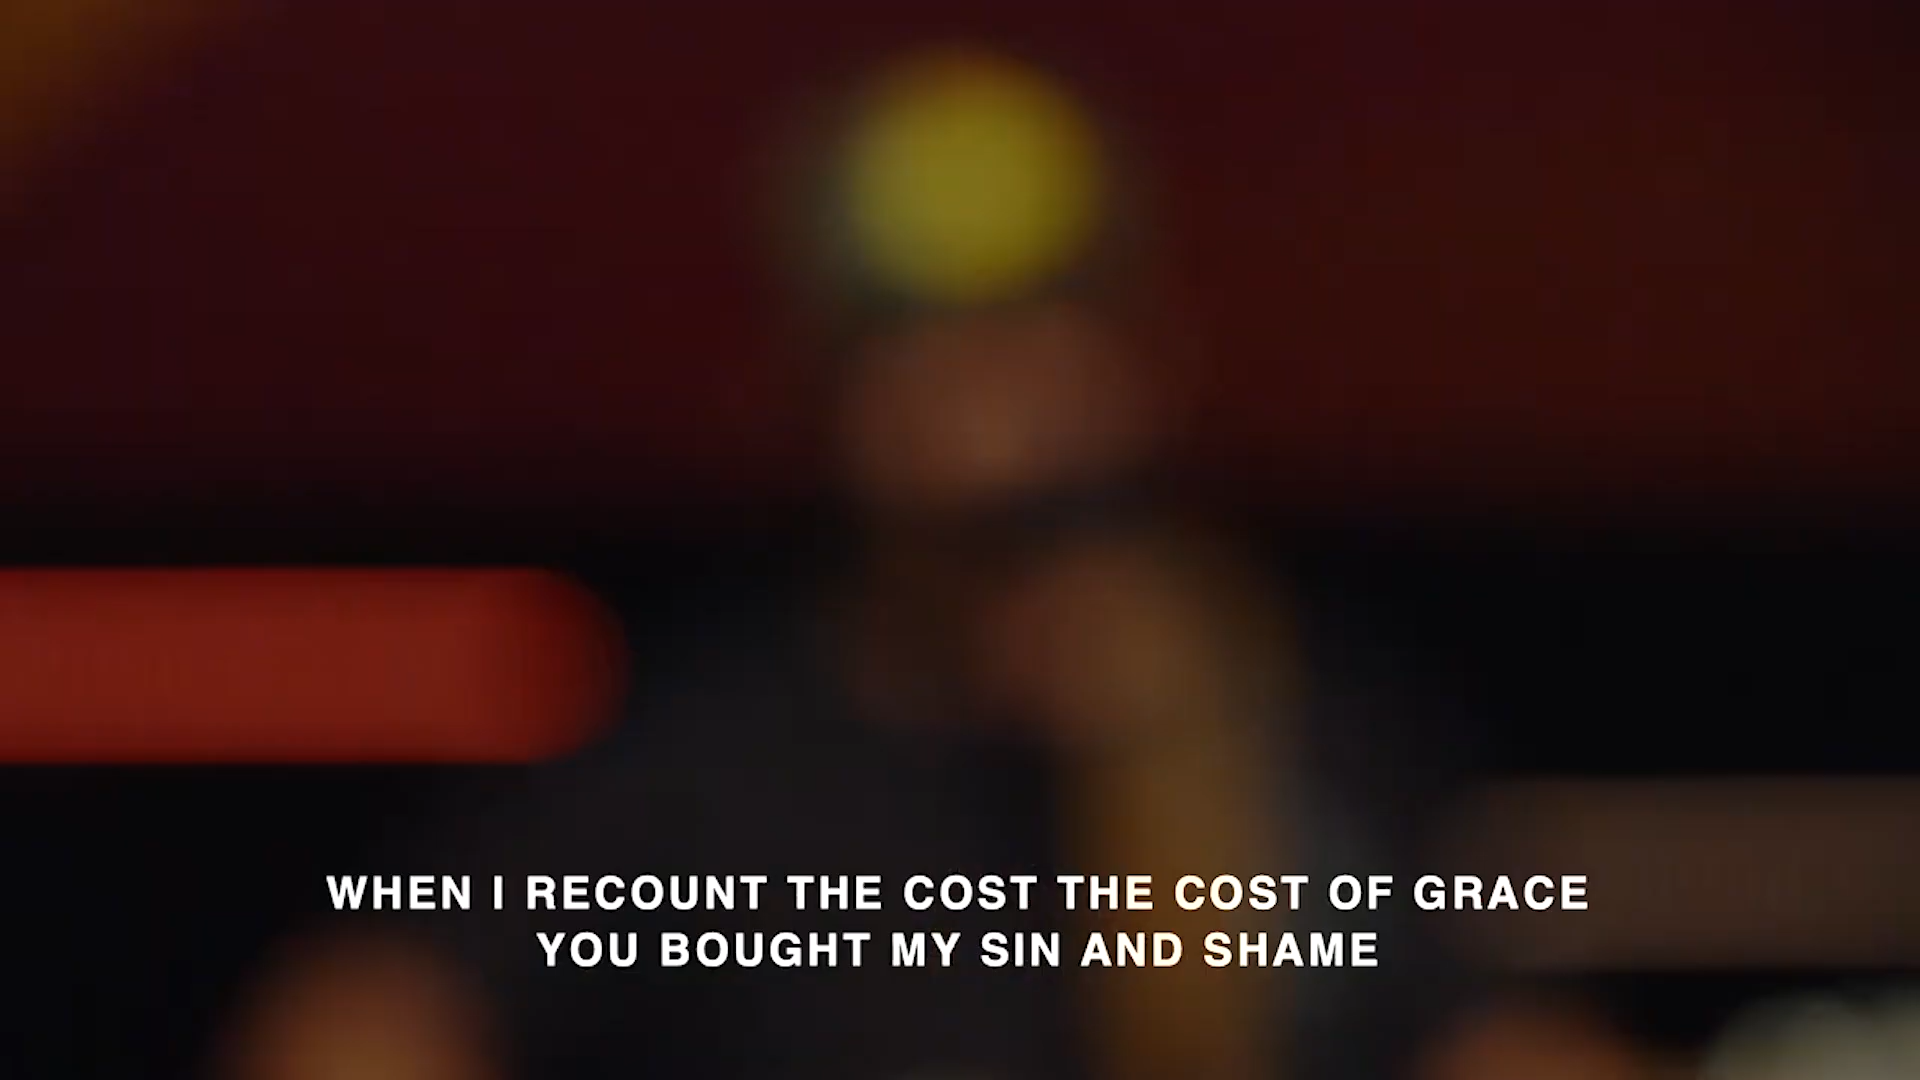 WHEN I RECOUNT THE COST THE COST OF GRACE
YOU BOUGHT MY SIN AND SHAME